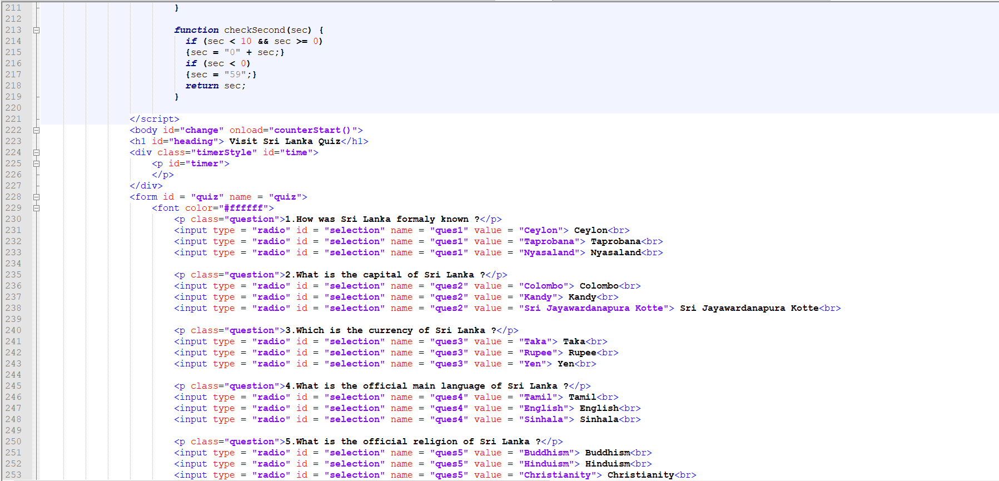 211 }
212
213 function checkSecond(sec) {
214 if (sec < 10 && sec >= 0)
215 {sec = "0" + sec;}
216 if (sec < 0)
217 {sec = "59";}
218 return sec;
219 }
220
221 </script>
222 <body id="change" onload="counterStart()">
223 <h1 id="heading"> Visit Sri Lanka Quiz</h1>
224 <div class="timerStyle" id="time">
225 <p id="timer">
226 </p>
227 </div>
228 <form id = "quiz" name = "quiz">
229 <font color="#ffffff">
230 <p class="question">1.How was Sri Lanka formaly known ?</p>
231 <input type = "radio" id = "selection" name = "ques1" value = "Ceylon"> Ceylon<br>
232 <input type = "radio" id = "selection" name = "ques1" value = "Taprobana"> Taprobana<br>
233 <input type = "radio" id = "selection" name = "ques1" value = "Nyasaland"> Nyasaland<br>
234
235 <p class="question">2.What is the capital of Sri Lanka ?</p>
236 <input type = "radio" id = "selection" name = "ques2" value = "Colombo"> Colombo<br>
237 <input type = "radio" id = "selection" name = "ques2" value = "Kandy"> Kandy<br>
238 <input type = "radio" id = "selection" name = "ques2" value = "Sri Jayawardanapura Kotte"> Sri Jayawardanapura Kotte<br>
239
240 <p class="question">3.Which is the currency of Sri Lanka ?</p>
241 <input type = "radio" id = "selection" name = "ques3" value = "Taka"> Taka<br>
242 <input type = "radio" id = "selection" name = "ques3" value = "Rupee"> Rupee<br>
243 <input type = "radio" id = "selection" name = "ques3" value = "Yen"> Yen<br>
244
245 <p class="question">4.What is the official main language of Sri Lanka ?</p>
246 <input type = "radio" id = "selection" name = "ques4" value = "Tamil"> Tamil<br>
247 <input type = "radio" id = "selection" name = "ques4" value = "English"> English<br>
248 <input type = "radio" id = "selection" name = "ques4" value = "Sinhala"> Sinhala<br>
249
250 <p class="question">5.What is the official religion of Sri Lanka ?</p>
251 <input type = "radio" id = "selection" name = "ques5" value = "Buddhism"> Buddhism<br>
252 <input type = "radio" id = "selection" name = "ques5" value = "Hinduism"> Hinduism<br>
253 <input type = "radio" id = "selection" name = "ques5" value = "Christianity"> Christianity<br>